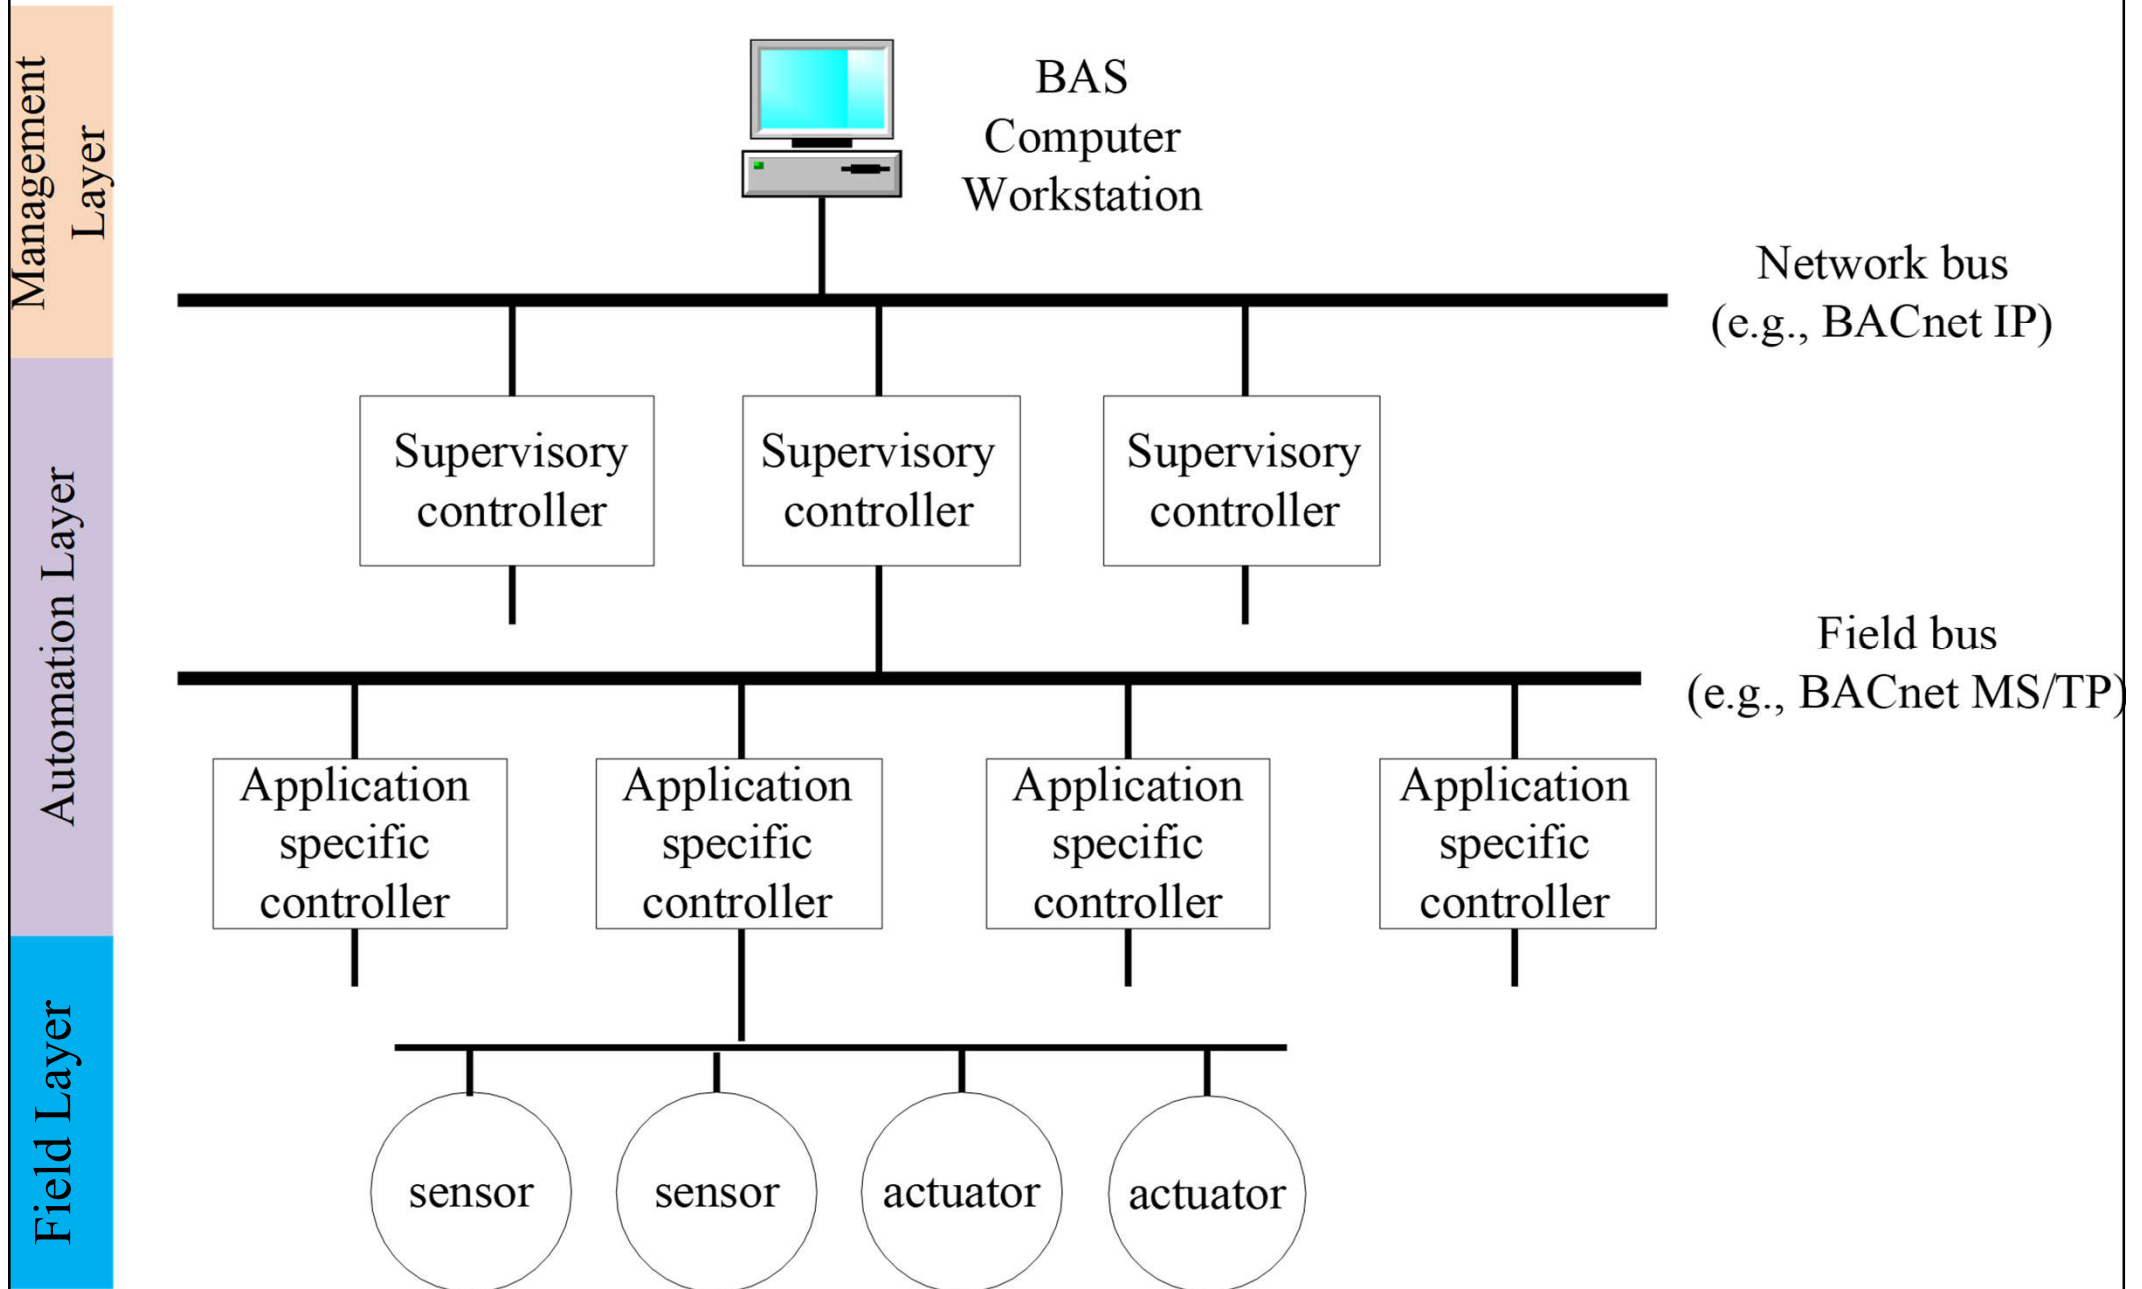 Management
Layer
BAS
Computer
Workstation
Network bus
(e.g., BACnet IP)
Automation Layer
Supervisory
controller
Supervisory
controller
Supervisory
controller
Field bus
(e.g., BACnet MS/TP)
Application
specific
controller
Application
specific
controller
Application
specific
controller
Application
specific
controller
Field Layer
sensor
sensor
actuator
actuator